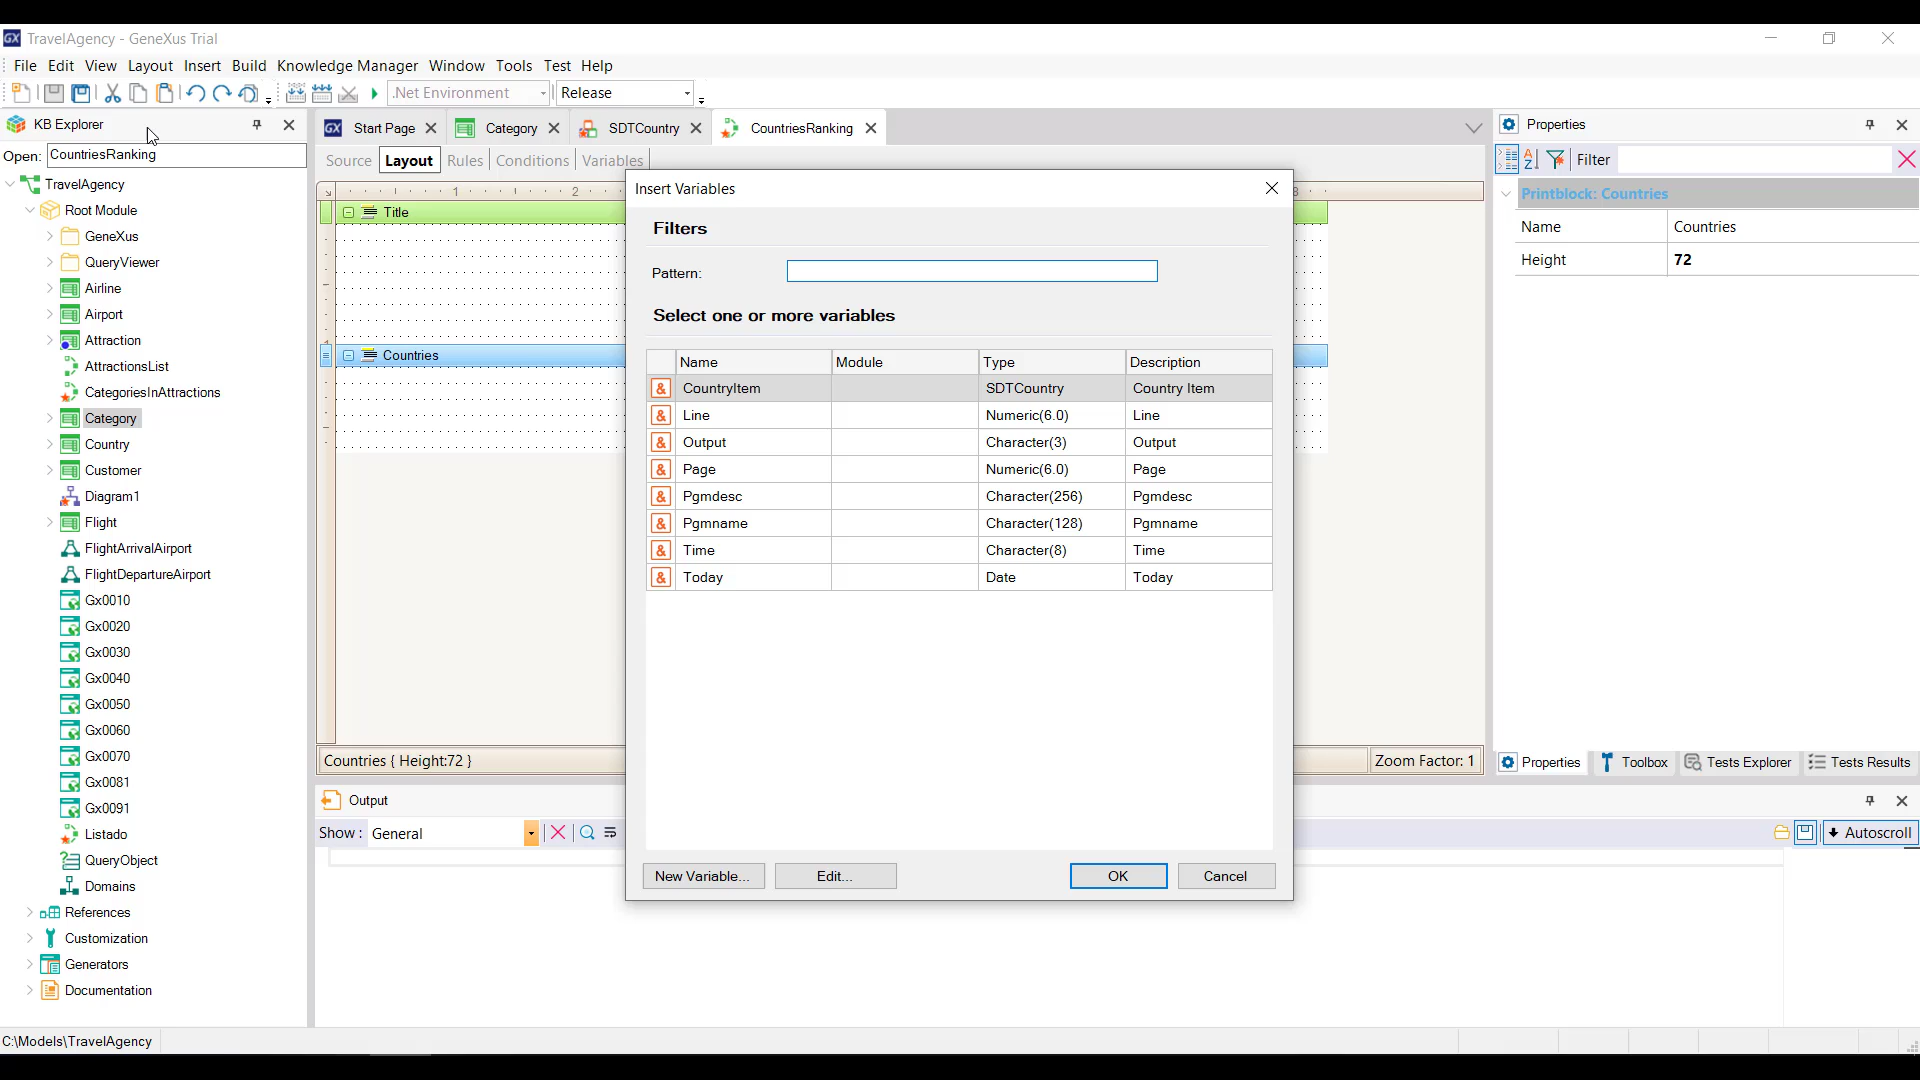 TravelAgency - GeneXus Trial
File Edit View Layout Insert Build Knowledge Manager Window Tools Test Help
.Net Environment Release
KB Explorer
Open: CountriesRanking
TravelAgency
Root Module
GeneXus
QueryViewer
Airline
Airport
Attraction
AttractionsList
CategoriesInAttractions
Category
Country
Customer
Diagram1
Flight
FlightArrivalAirport
FlightDepartureAirport
Gx0010
Gx0020
Gx0030
Gx0040
Gx0050
Gx0060
Gx0070
Gx0081
Gx0091
Listado
QueryObject
Domains
References
Customization
Generators
Documentation
Start Page Category SDTCountry CountriesRanking
Source Layout Rules Conditions Variables
1 2
Title
Countries
Countries { Height:72 }
Zoom Factor: 1
Insert Variables
Filters
Pattern:
Select one or more variables
Name Module Type Description
& CountryItem SDTCountry Country Item
& Line Numeric(6.0) Line
& Output Character(3) Output
& Page Numeric(6.0) Page
& Pgmdesc Character(256) Pgmdesc
& Pgmname Character(128) Pgmname
& Time Character(8) Time
& Today Date Today
New Variable... Edit... OK Cancel
Properties
Filter
Printblock: Countries
Name Countries
Height 72
Properties Toolbox Tests Explorer Tests Results
Output
Show: General
Autoscroll
C:\Models\TravelAgency